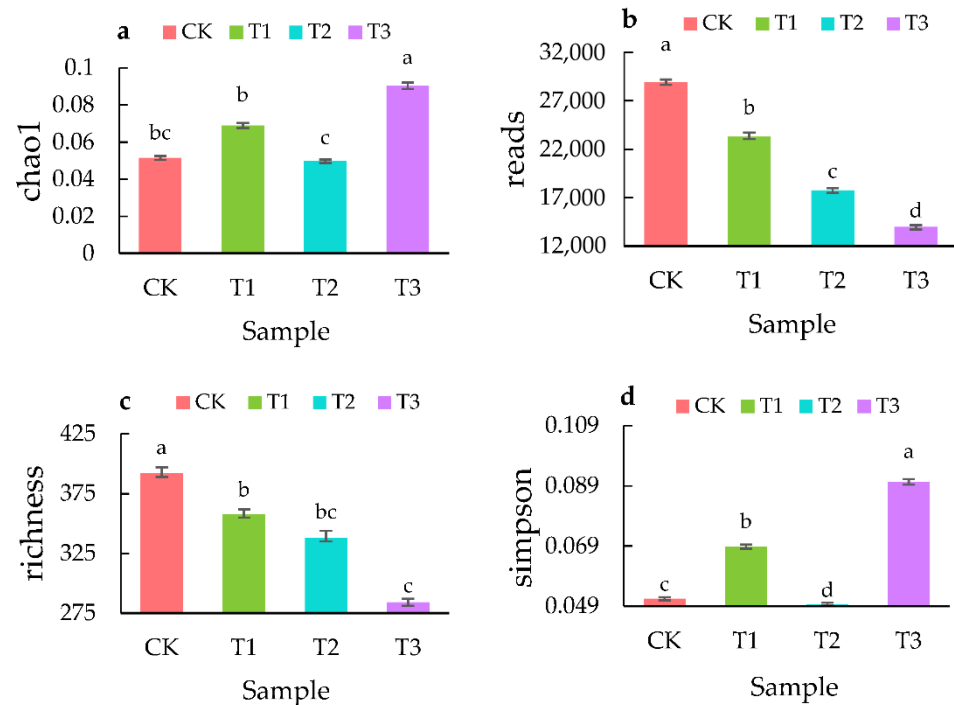 a
CK T1 T2 T3
chao1
0.1
0.08
0.06
0.04
0.02
0
bc
b
c
a
CK T1 T2 T3
Sample
b
CK T1 T2 T3
reads
32,000
27,000
22,000
17,000
12,000
a
b
c
d
CK T1 T2 T3
Sample
c
CK T1 T2 T3
richness
425
375
325
275
a
b
bc
c
CK T1 T2 T3
Sample
d
CK T1 T2 T3
simpson
0.109
0.089
0.069
0.049
c
b
d
a
CK T1 T2 T3
Sample